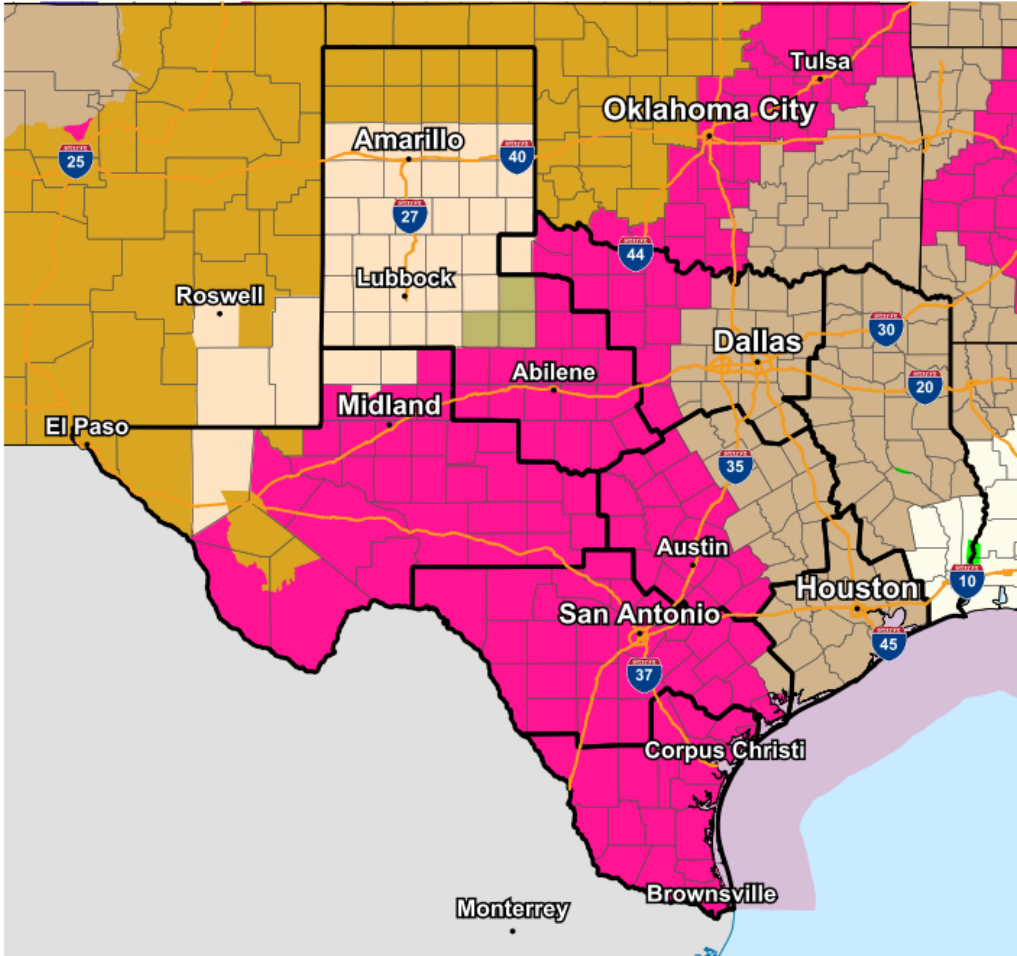 Tulsa
Oklahoma City
Amarillo
40
25
27
44
Lubbock
Roswell
30
Dallas
Abilene
20
Midland
El Paso
35
Austin
10
Houston
San Antonio
45
37
Corpus Christi
Brownsville
Monterrey